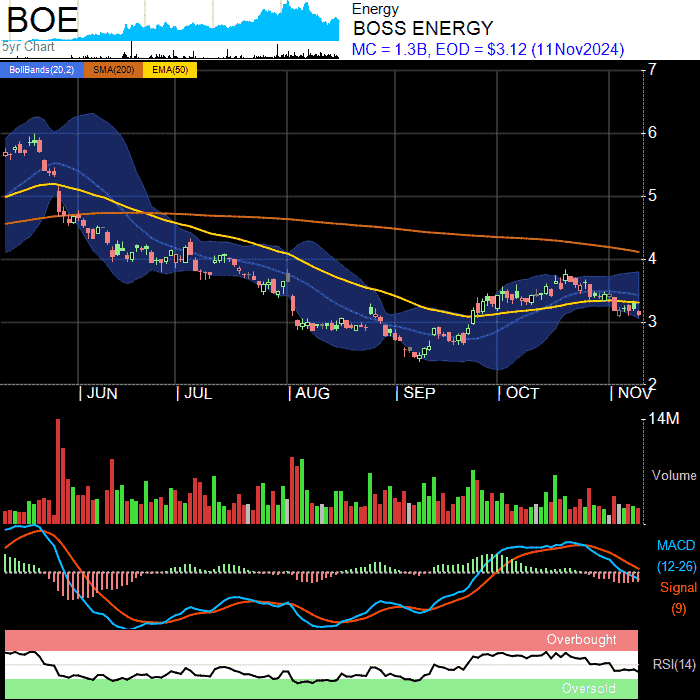 BOE
5yr Chart
Energy
BOSS ENERGY
MC = 1.3B, EOD = $3.12 (11Nov2024)
BollBands(20,2) SMA(200) EMA(50)
7
6
5
4
3
2
| JUN | JUL | AUG | SEP | OCT | NOV
14M
Volume
MACD
(12-26)
Signal
(9)
Overbought
RSI(14)
Oversold